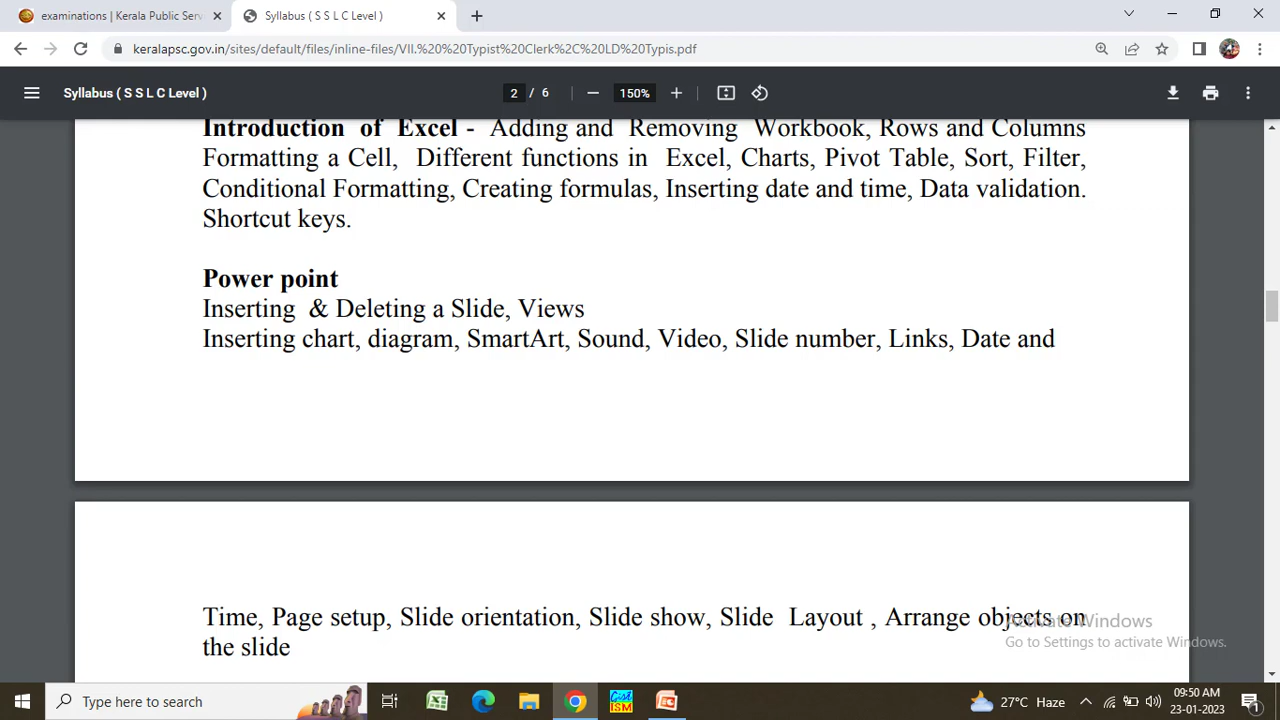 examinations | Kerala Public Serv
Syllabus ( S S L C Level )
keralapsc.gov.in/sites/default/files/inline-files/VII.%20%20Typist%20Clerk%2C%20LD%20Typis.pdf
Syllabus ( S S L C Level )
2 / 6
150%
Introduction of Excel - Adding and Removing Workbook, Rows and Columns
Formatting a Cell, Different functions in Excel, Charts, Pivot Table, Sort, Filter,
Conditional Formatting, Creating formulas, Inserting date and time, Data validation.
Shortcut keys.
Power point
Inserting & Deleting a Slide, Views
Inserting chart, diagram, SmartArt, Sound, Video, Slide number, Links, Date and
Time, Page setup, Slide orientation, Slide show, Slide Layout , Arrange objects on
the slide
Activate Windows
Go to Settings to activate Windows.
Type here to search
ISM
27°C Haze
09:50 AM
23-01-2023
1